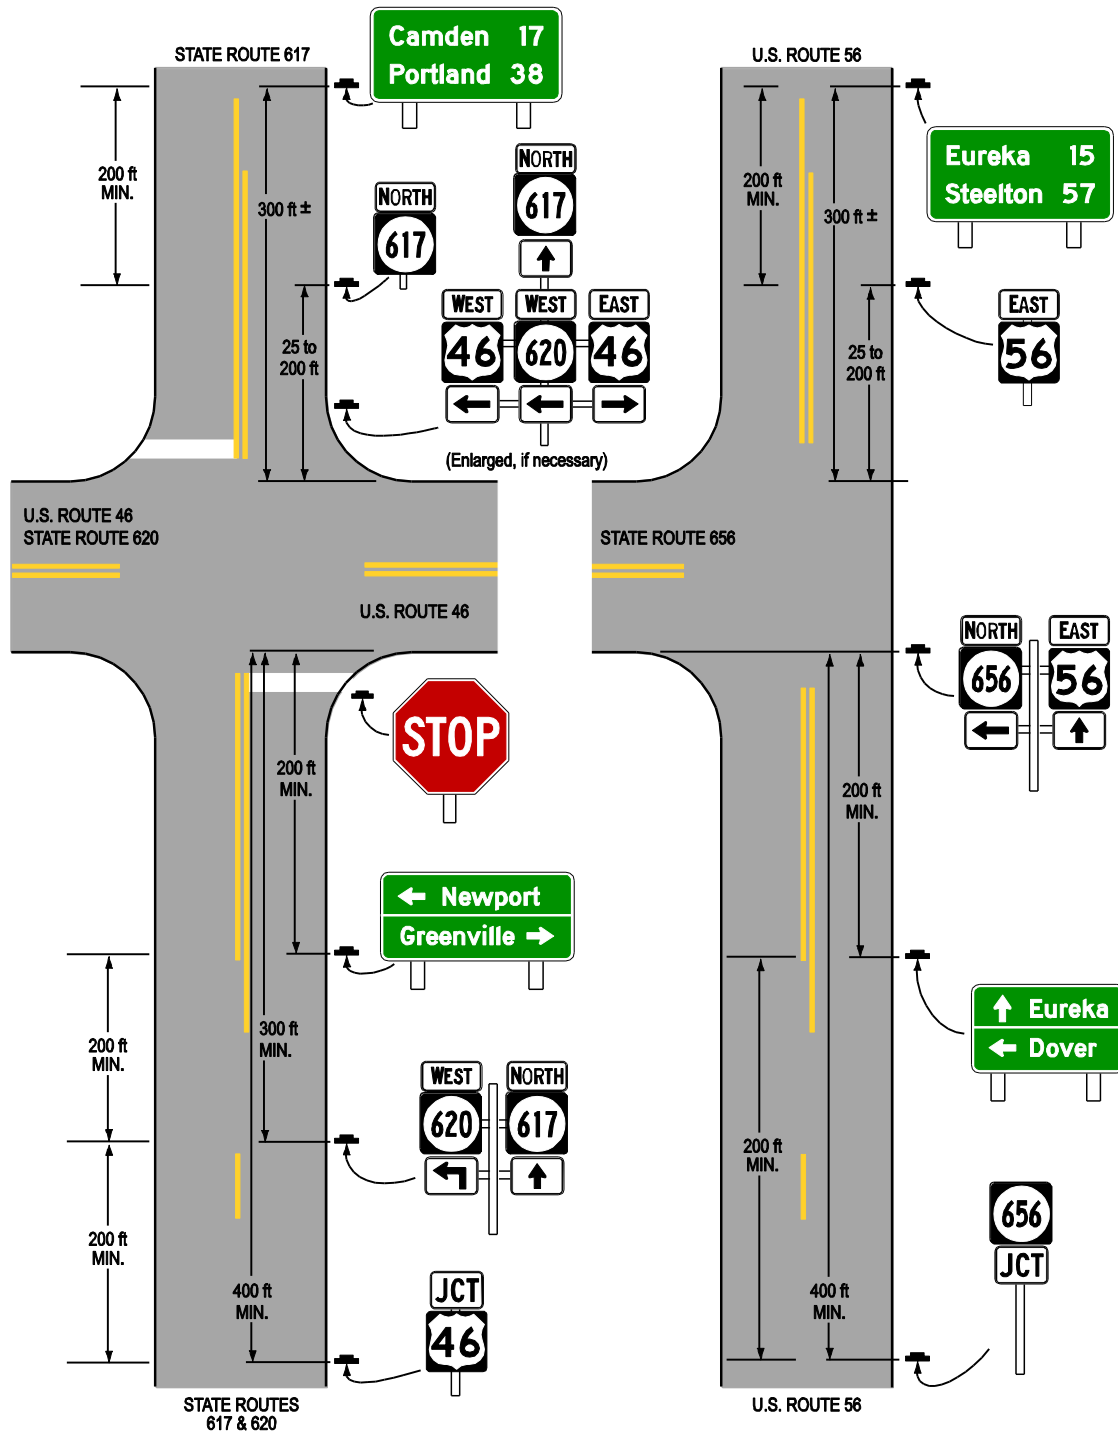 STATE ROUTE 617
Camden 17
Portland 38
200 ft
MIN.
300 ft ±
NORTH
617
NORTH
617
25 to
200 ft
WEST
46
WEST
620
EAST
46
(Enlarged, if necessary)
U.S. ROUTE 46
STATE ROUTE 620
U.S. ROUTE 46
STOP
200 ft
MIN.
Newport
Greenville
300 ft
MIN.
200 ft
MIN.
WEST
620
NORTH
617
200 ft
MIN.
400 ft
MIN.
JCT
46
STATE ROUTES
617 & 620
U.S. ROUTE 56
200 ft
MIN.
300 ft ±
Eureka 15
Steelton 57
25 to
200 ft
EAST
56
STATE ROUTE 656
NORTH
656
EAST
56
200 ft
MIN.
Eureka
Dover
200 ft
MIN.
656
JCT
400 ft
MIN.
U.S. ROUTE 56